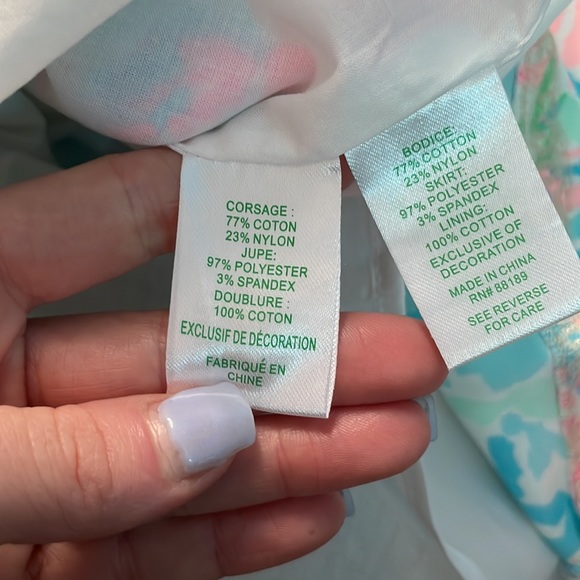 CORSAGE :
77% COTON
23% NYLON
JUPE:
97% POLYESTER
3% SPANDEX
DOUBLURE :
100% COTON
EXCLUSIF DE DÉCORATION
FABRIQUÉ EN
CHINE
BODICE:
77% COTTON
23% NYLON
SKIRT:
97% POLYESTER
3% SPANDEX
LINING:
100% COTTON
EXCLUSIVE OF
DECORATION
MADE IN CHINA
RN# 88189
SEE REVERSE
FOR CARE